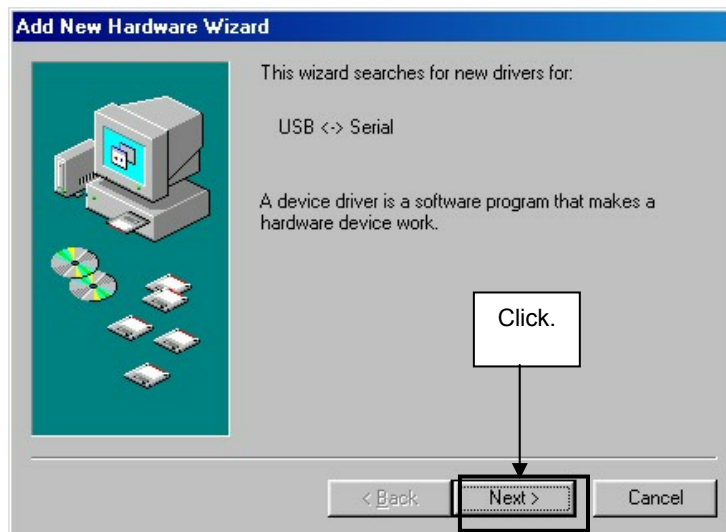 Add New Hardware Wizard
This wizard searches for new drivers for:
USB <-> Serial
A device driver is a software program that makes a
hardware device work.
Click.
< Back
Next >
Cancel